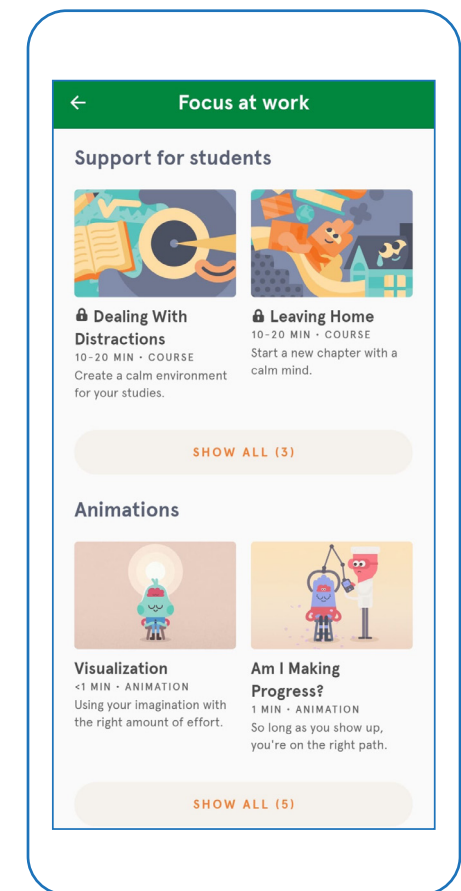 Focus at work
Support for students
Dealing With
Distractions
10-20 MIN • COURSE
Create a calm environment
for your studies.
Leaving Home
10-20 MIN • COURSE
Start a new chapter with a
calm mind.
SHOW ALL (3)
Animations
Visualization
<1 MIN • ANIMATION
Using your imagination with
the right amount of effort.
Am I Making
Progress?
1 MIN • ANIMATION
So long as you show up,
you're on the right path.
SHOW ALL (5)